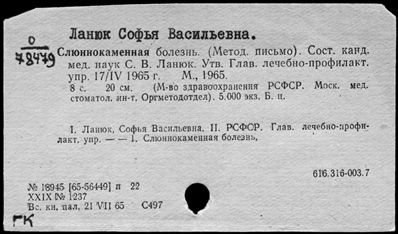 Ланюк Софья Васильевна.
О
78479
Слюннокаменная болезнь. (Метод. письмо). Сост. канд.
мед. наук С. В. Ланюк. Утв. Глав. лечебно-профилакт.
упр. 17/IV 1965 г. М., 1965.
8 с. 20 см. (М-во здравоохранения РСФСР. Моск. мед.
стоматол. ин-т. Оргметодотдел). 5.000 экз. Б. ц.
I. Ланюк, Софья Васильевна. II. РСФСР. Глав. лечебно-профи-
лакт. упр. — — 1. Слюннокаменная болезнь.
616.316-003.7
№ 18945 [65-56449] п 22
XXIX № 1237
Вс. кн. пал. 21 VII 65 С497
ГК